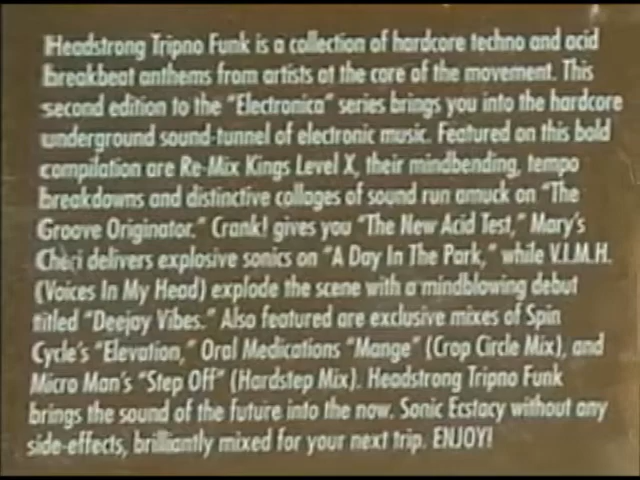 Headstrong Tripno Funk is a collection of hardcore techno and acid
breakbeat anthems from artists at the core of the movement. This
second edition to the "Electronica" series brings you into the hardcore
underground sound-tunnel of electronic music. Featured on this bold
compilation are Re-Mix Kings Level X, their mindbending, tempo
breakdowns and distinctive collages of sound run amuck on "The
Groove Originator." Crank! gives you "The New Acid Test," Mary's
Cheri delivers explosive sonics on "A Day In The Park," while V.I.M.H.
(Voices In My Head) explode the scene with a mindblowing debut
titled "Deejay Vibes." Also featured are exclusive mixes of Spin
Cycle's "Elevation," Oral Medications "Mange" (Crop Circle Mix), and
Micro Man's "Step Off" (Hardstep Mix). Headstrong Tripno Funk
brings the sound of the future into the now. Sonic Ecstacy without any
side-effects, brilliantly mixed for your next trip. ENJOY!